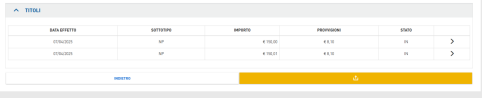 TITOLI
DATA EFFETTO SOTTOTIPO IMPORTO PROVVIGIONI STATO
07/04/2025 NP € 100,00 € 8,10 IN
07/04/2025 NP € 100,01 € 8,10 IN
INDIETRO